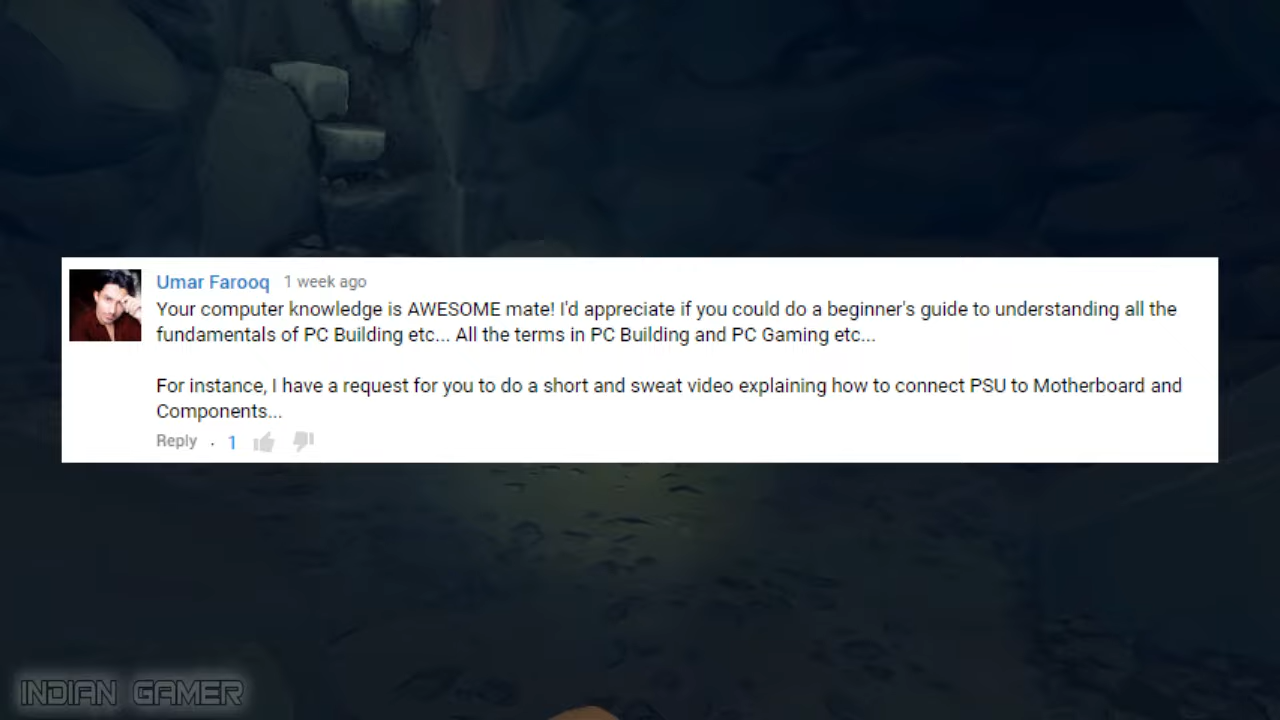 Umar Farooq 1 week ago
Your computer knowledge is AWESOME mate! I'd appreciate if you could do a beginner's guide to understanding all the
fundamentals of PC Building etc... All the terms in PC Building and PC Gaming etc...
For instance, I have a request for you to do a short and sweat video explaining how to connect PSU to Motherboard and
Components...
Reply · 1
INDIAN GAMER